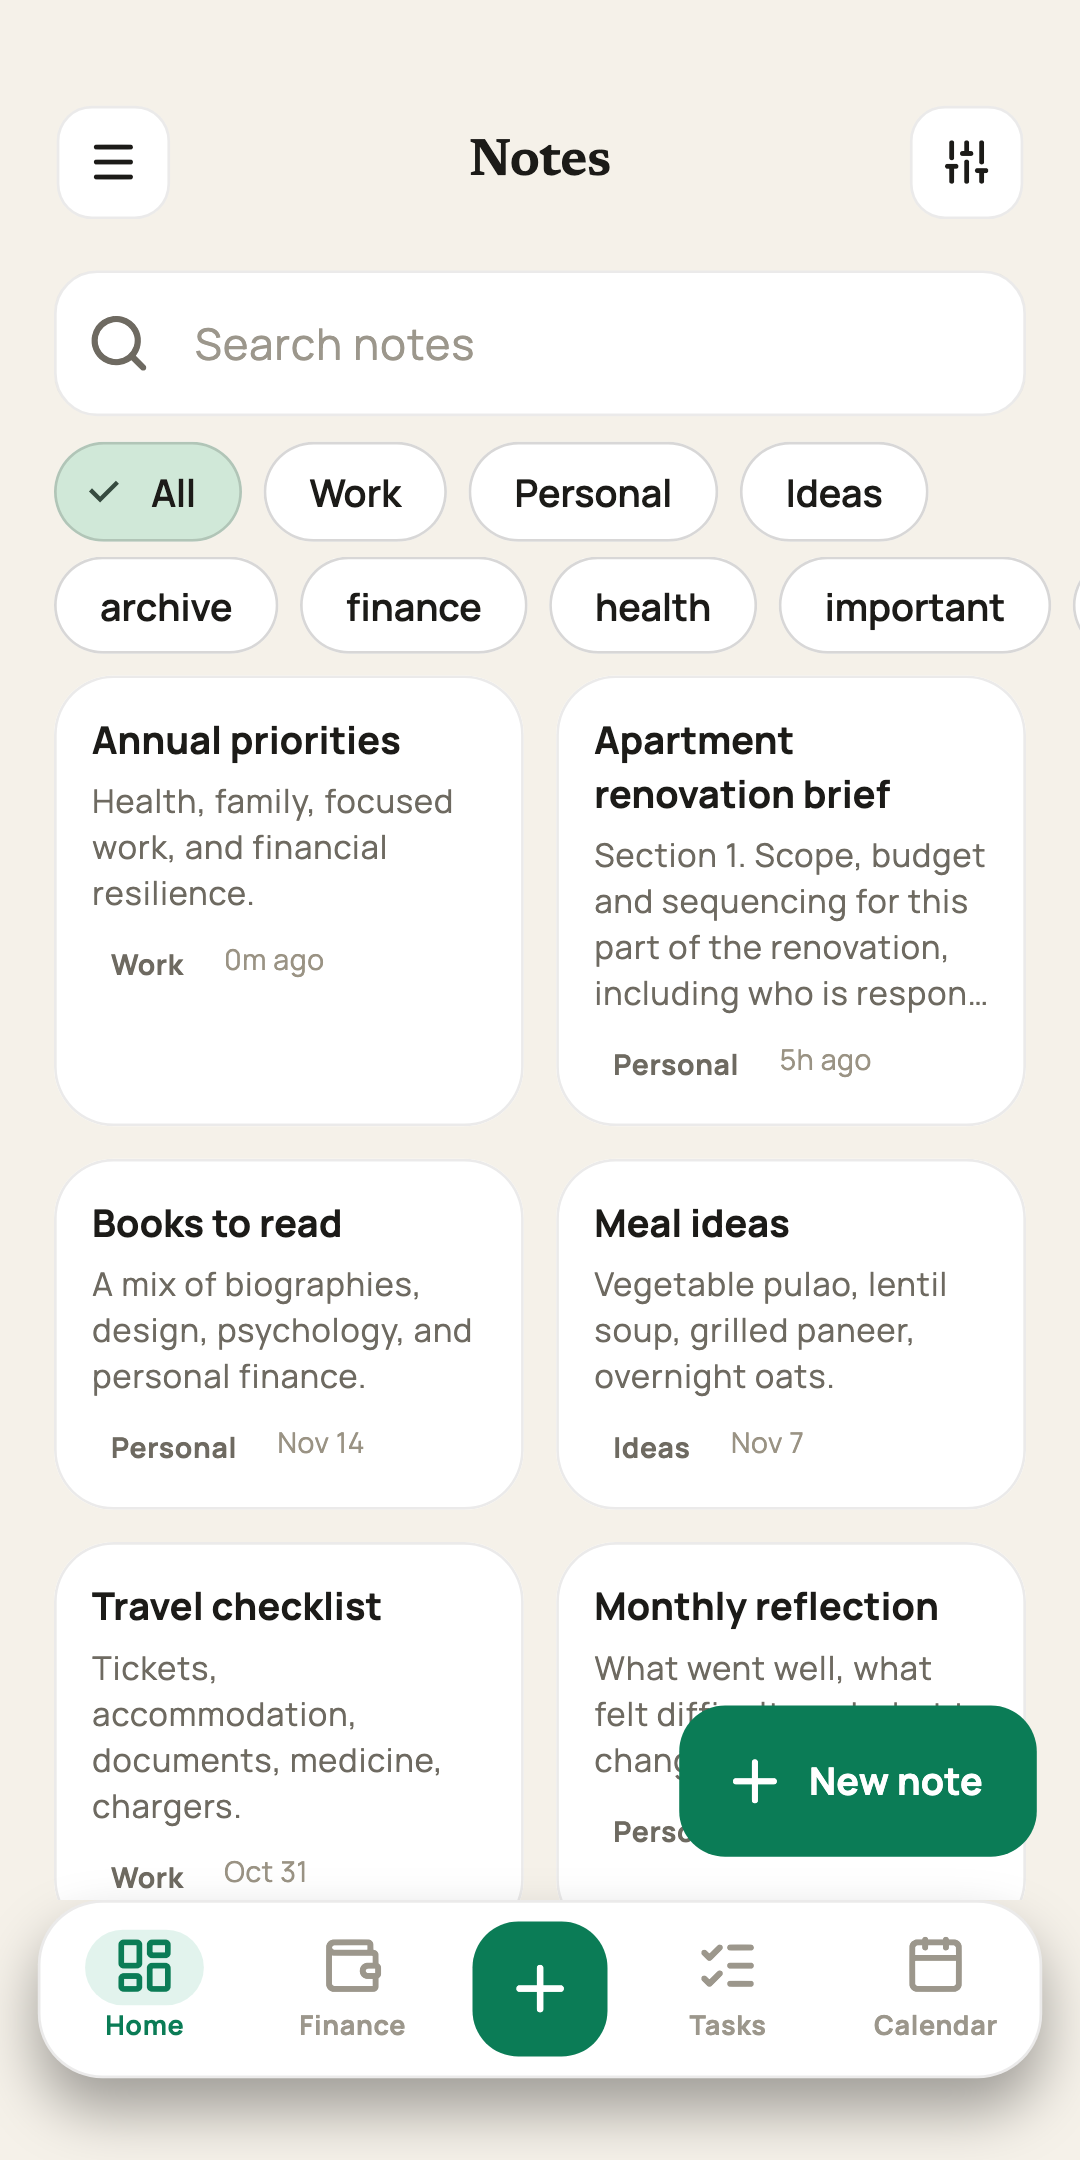 Notes
Search notes
All
Work
Personal
Ideas
archive
finance
health
important
Annual priorities
Health, family, focused
work, and financial
resilience.
Work
0m ago
Apartment
renovation brief
Section 1. Scope, budget
and sequencing for this
part of the renovation,
including who is respon…
Personal
5h ago
Books to read
A mix of biographies,
design, psychology, and
personal finance.
Personal
Nov 14
Meal ideas
Vegetable pulao, lentil
soup, grilled paneer,
overnight oats.
Ideas
Nov 7
Travel checklist
Tickets,
accommodation,
documents, medicine,
chargers.
Work
Oct 31
Monthly reflection
What went well, what
felt
New note
Home
Finance
Tasks
Calendar